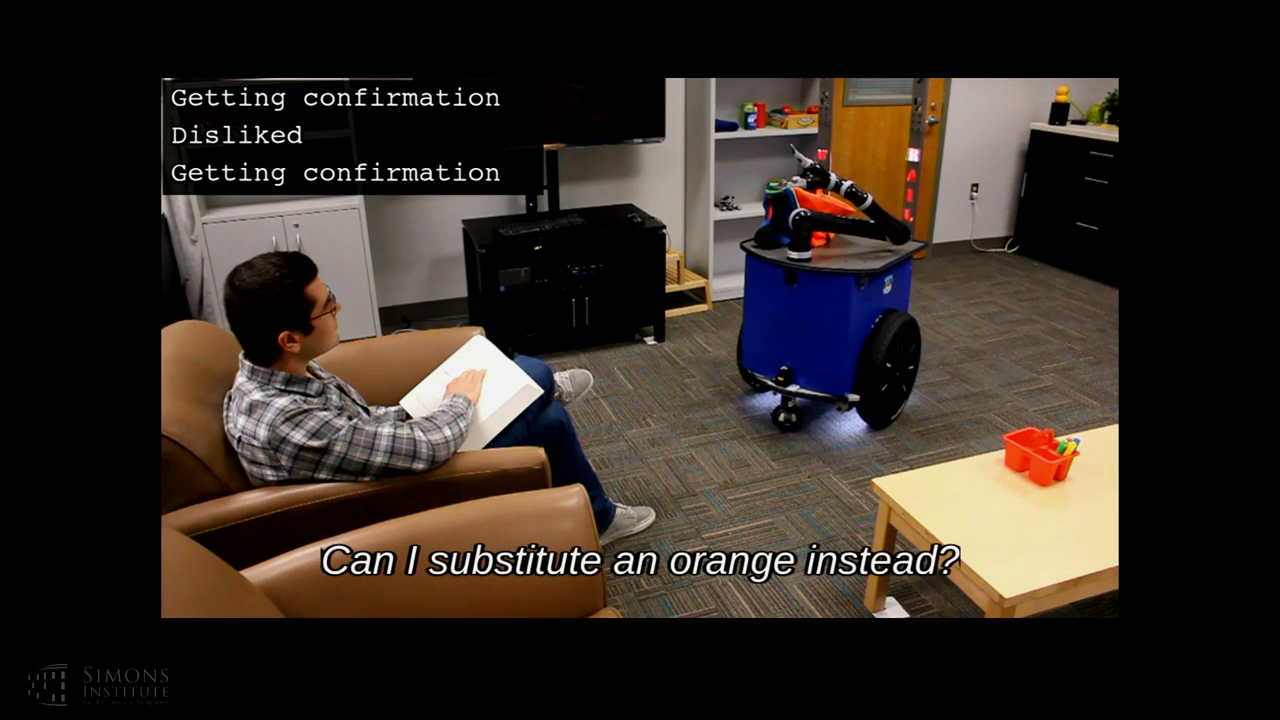 Getting confirmation
Disliked
Getting confirmation
Can I substitute an orange instead?
SIMONS
INSTITUTE